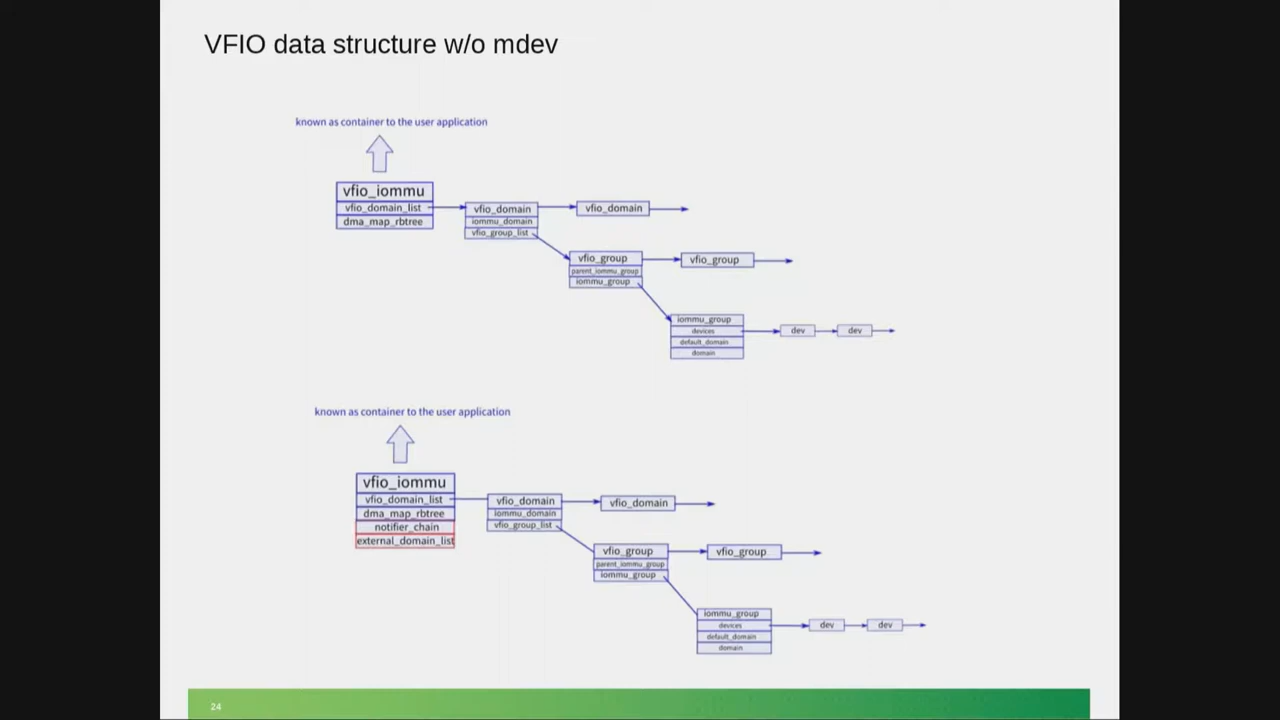 VFIO data structure w/o mdev
known as container to the user application
vfio_iommu
vfio_domain_list
dma_map_rbtree
vfio_domain
iommu_domain
vfio_group_list
vfio_domain
vfio_group
parent_iommu_group
iommu_group
vfio_group
iommu_group
devices
default_domain
domain
dev
dev
known as container to the user application
vfio_iommu
vfio_domain_list
dma_map_rbtree
notifier_chain
external_domain_list
vfio_domain
iommu_domain
vfio_group_list
vfio_domain
vfio_group
parent_iommu_group
iommu_group
vfio_group
iommu_group
devices
default_domain
domain
dev
dev
24